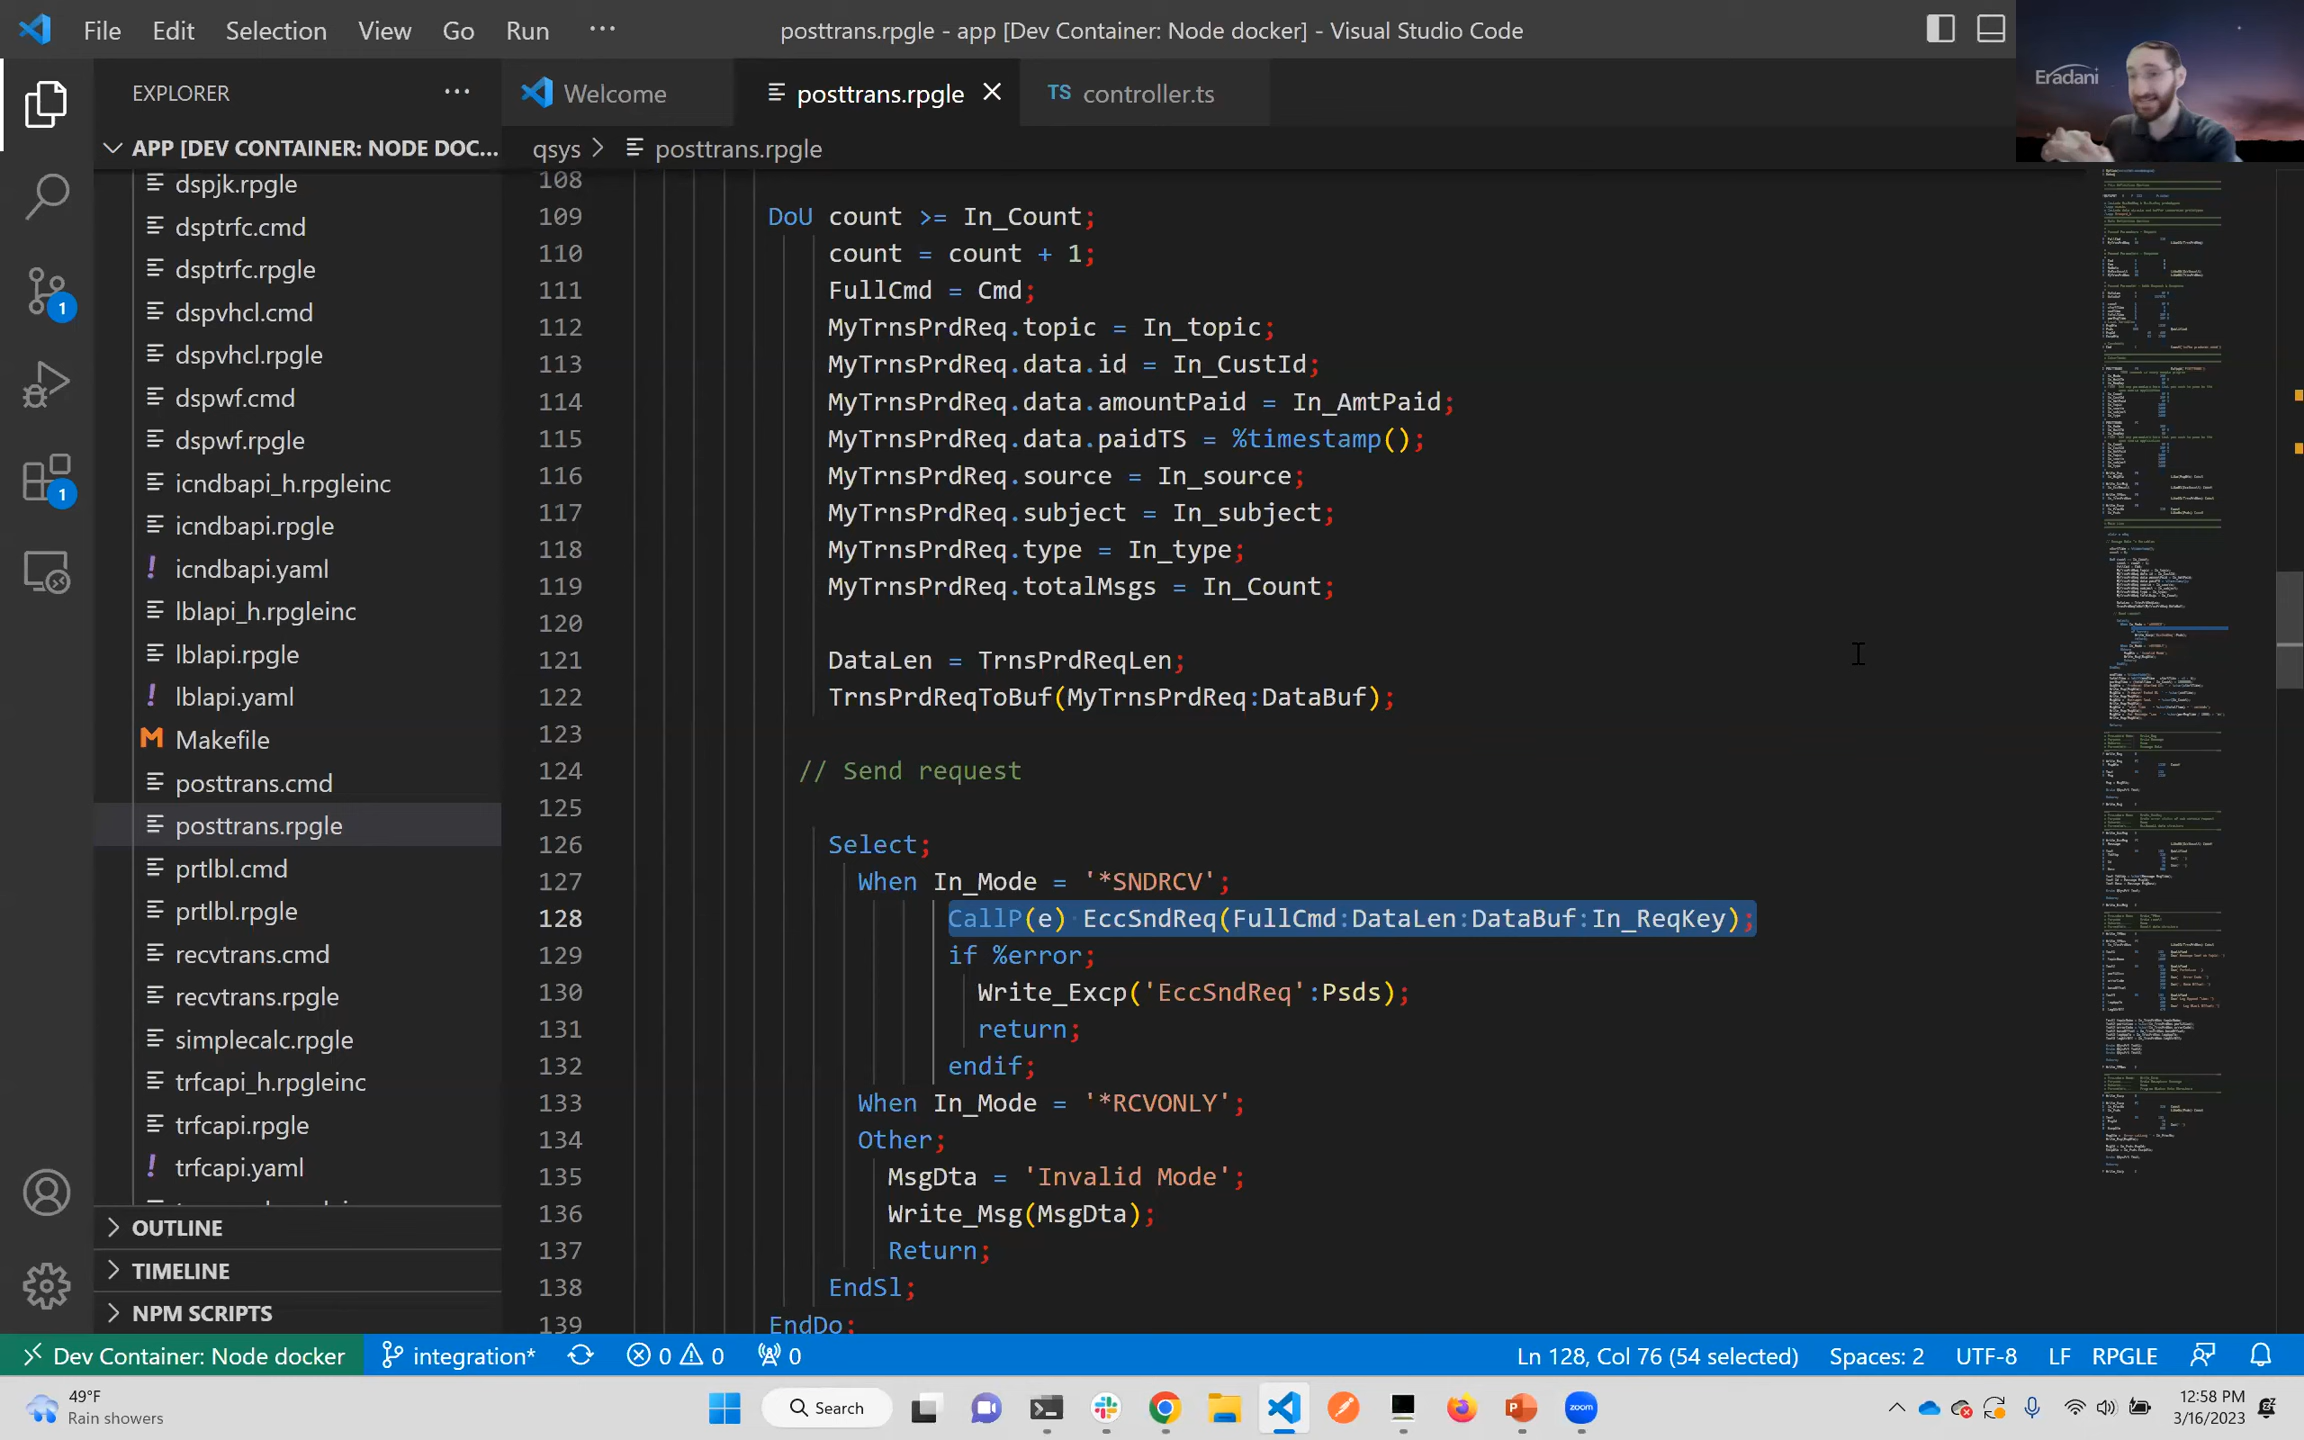 File Edit Selection View Go Run ···
posttrans.rpgle - app [Dev Container: Node docker] - Visual Studio Code
Eradani
EXPLORER ···
Welcome
posttrans.rpgle
TS controller.ts
APP [DEV CONTAINER: NODE DOC...
qsys > posttrans.rpgle
dspjk.rpgle
dsptrfc.cmd
dsptrfc.rpgle
dspvhcl.cmd
dspvhcl.rpgle
dspwf.cmd
dspwf.rpgle
icndbapi_h.rpgleinc
icndbapi.rpgle
! icndbapi.yaml
lblapi_h.rpgleinc
lblapi.rpgle
! lblapi.yaml
M Makefile
posttrans.cmd
posttrans.rpgle
prtlbl.cmd
prtlbl.rpgle
recvtrans.cmd
recvtrans.rpgle
simplecalc.rpgle
trfcapi_h.rpgleinc
trfcapi.rpgle
! trfcapi.yaml
OUTLINE
TIMELINE
NPM SCRIPTS
1
1
108
109 DoU count >= In_Count;
110 count = count + 1;
111 FullCmd = Cmd;
112 MyTrnsPrdReq.topic = In_topic;
113 MyTrnsPrdReq.data.id = In_CustId;
114 MyTrnsPrdReq.data.amountPaid = In_AmtPaid;
115 MyTrnsPrdReq.data.paidTS = %timestamp();
116 MyTrnsPrdReq.source = In_source;
117 MyTrnsPrdReq.subject = In_subject;
118 MyTrnsPrdReq.type = In_type;
119 MyTrnsPrdReq.totalMsgs = In_Count;
120
121 DataLen = TrnsPrdReqLen;
122 TrnsPrdReqToBuf(MyTrnsPrdReq:DataBuf);
123
124 // Send request
125
126 Select;
127 When In_Mode = '*SNDRCV';
128 CallP(e) EccSndReq(FullCmd:DataLen:DataBuf:In_ReqKey);
129 if %error;
130 Write_Excp('EccSndReq':Psds);
131 return;
132 endif;
133 When In_Mode = '*RCVONLY';
134 Other;
135 MsgDta = 'Invalid Mode';
136 Write_Msg(MsgDta);
137 Return;
138 EndSl;
139 EndDo;
Dev Container: Node docker integration* 0 0 0 Ln 128, Col 76 (54 selected) Spaces: 2 UTF-8 LF RPGLE
49°F
Rain showers
Search
zoom
12:58 PM
3/16/2023